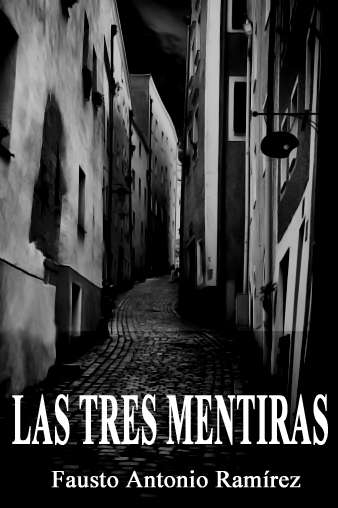 LAS TRES MENTIRAS
Fausto Antonio Ramírez